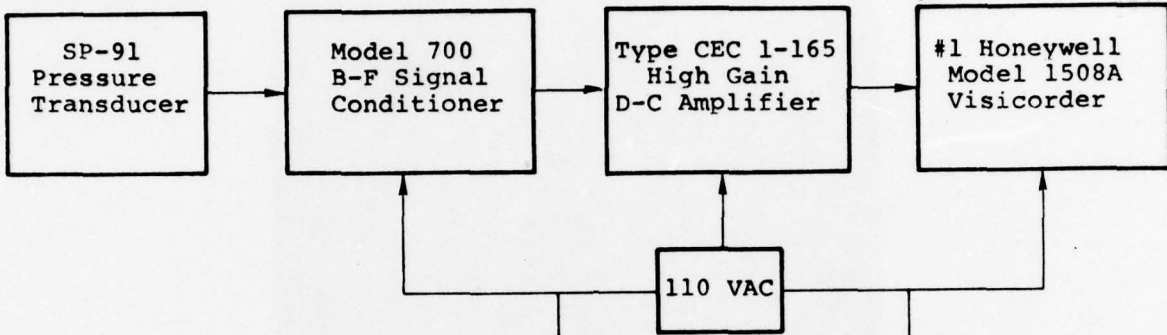 SP-91
Pressure
Transducer
Model 700
B-F Signal
Conditioner
Type CEC 1-165
High Gain
D-C Amplifier
#1 Honeywell
Model 1508A
Visicorder
110 VAC